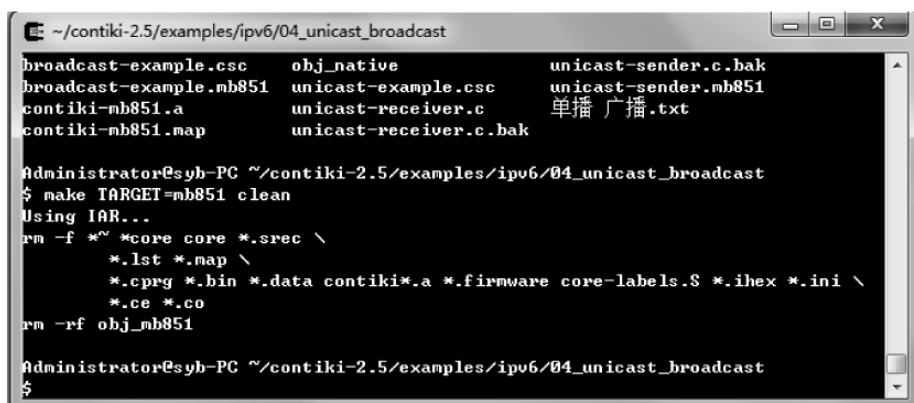 ~/contiki-2.5/examples/ipv6/04_unicast_broadcast
broadcast-example.csc obj_native unicast-sender.c.bak
broadcast-example.mb851 unicast-example.csc unicast-sender.mb851
contiki-mb851.a unicast-receiver.c 单播 广播.txt
contiki-mb851.map unicast-receiver.c.bak
Administrator@syb-PC ~/contiki-2.5/examples/ipv6/04_unicast_broadcast
$ make TARGET=mb851 clean
Using IAR...
rm -f *~ *core core *.srec \
*.lst *.map \
*.cprg *.bin *.data contiki*.a *.firmware core-labels.S *.ihex *.ini \
*.ce *.co
rm -rf obj_mb851
Administrator@syb-PC ~/contiki-2.5/examples/ipv6/04_unicast_broadcast
$